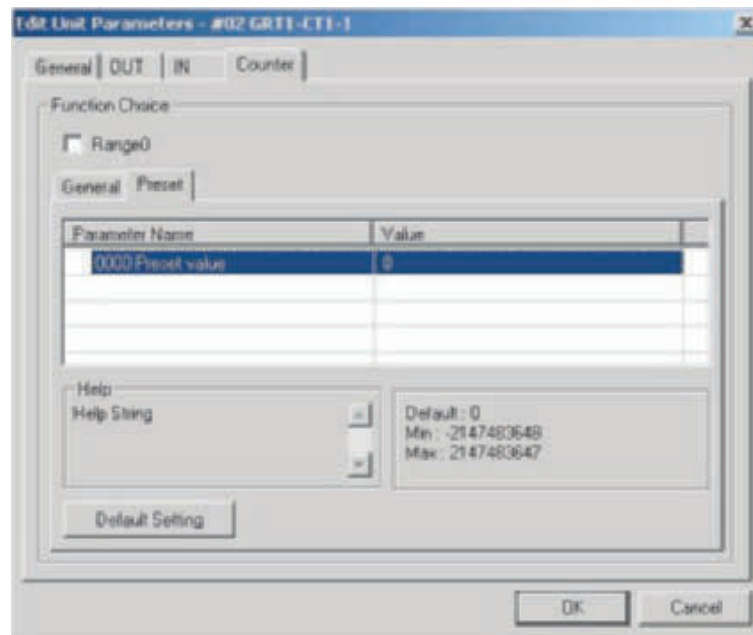 Edit Unit Parameters - #02 GRT1-CT1-1
General OUT IN Counter
Function Choice
Range0
General Preset
Parameter Name Value
0000 Preset value 0
Help
Help String
Default : 0
Min : -2147483648
Max : 2147483647
Default Setting
OK Cancel